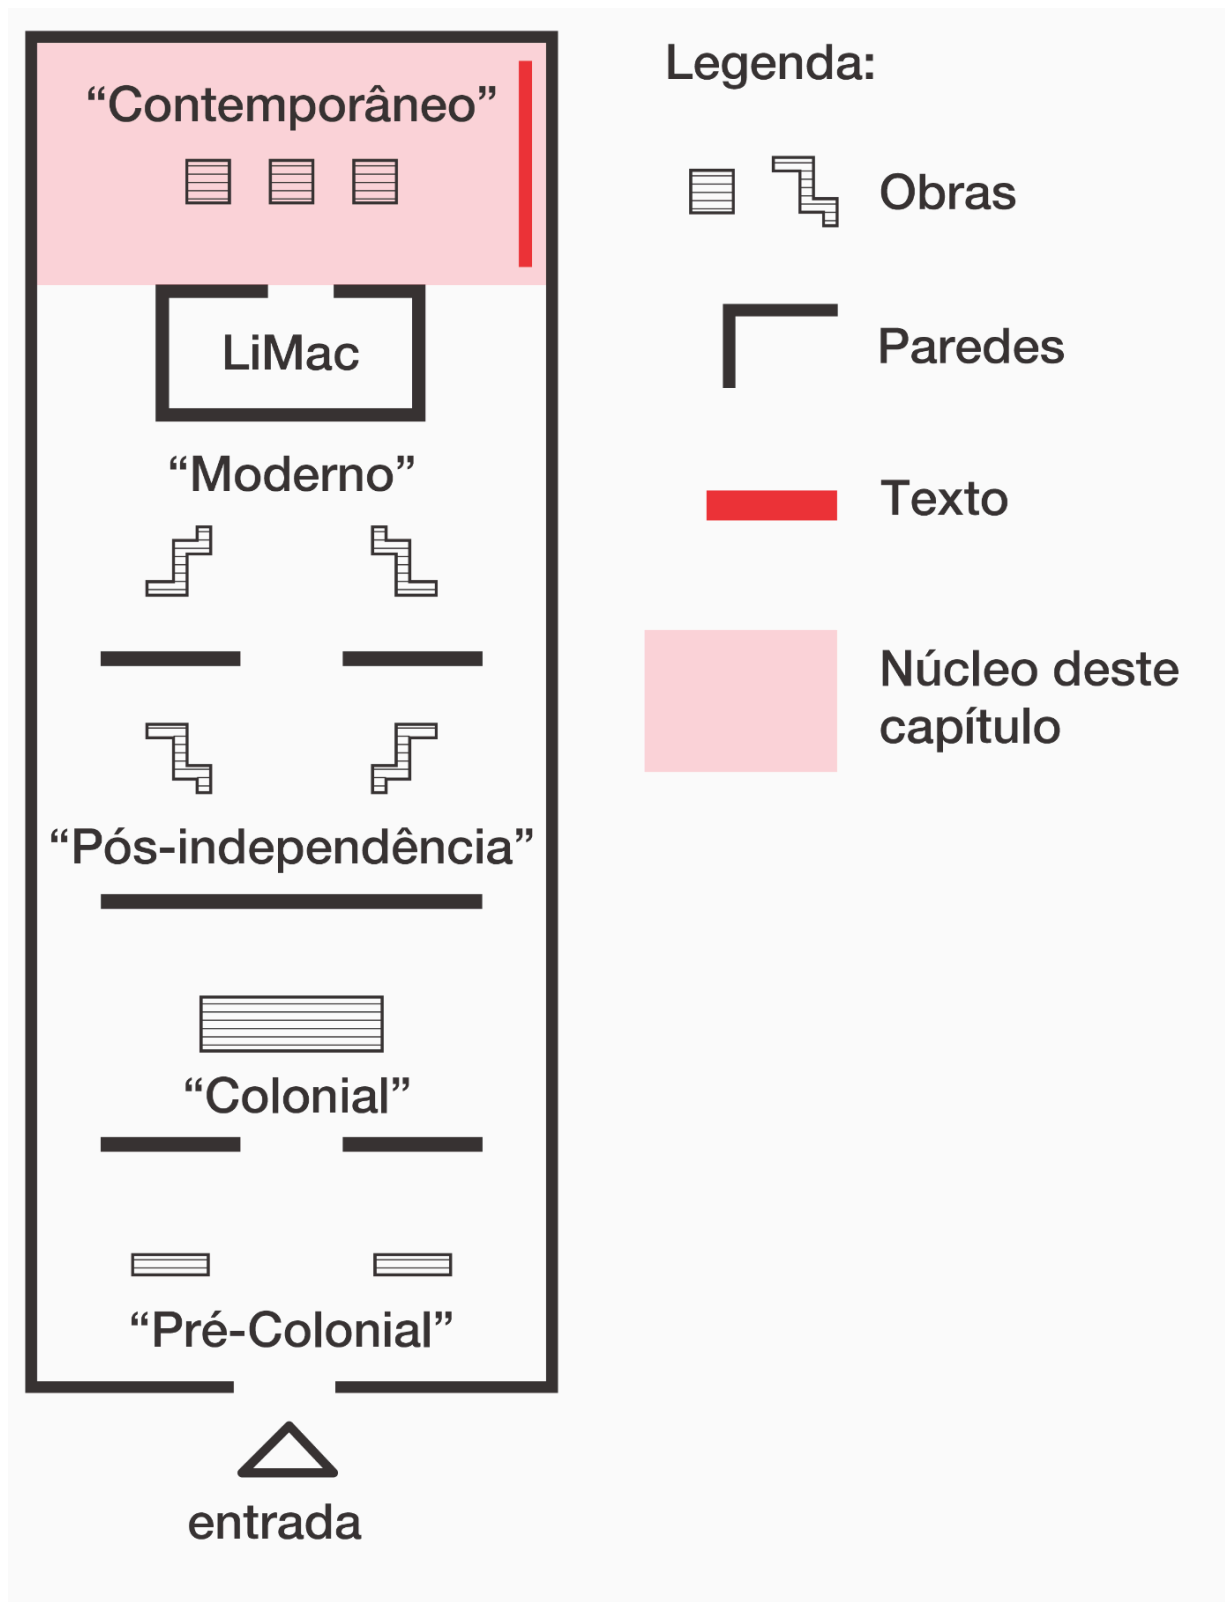 “Contemporâneo”
LiMac
“Moderno”
“Pós-independência”
“Colonial”
“Pré-Colonial”
entrada
Legenda:
Obras
Paredes
Texto
Núcleo deste
capítulo